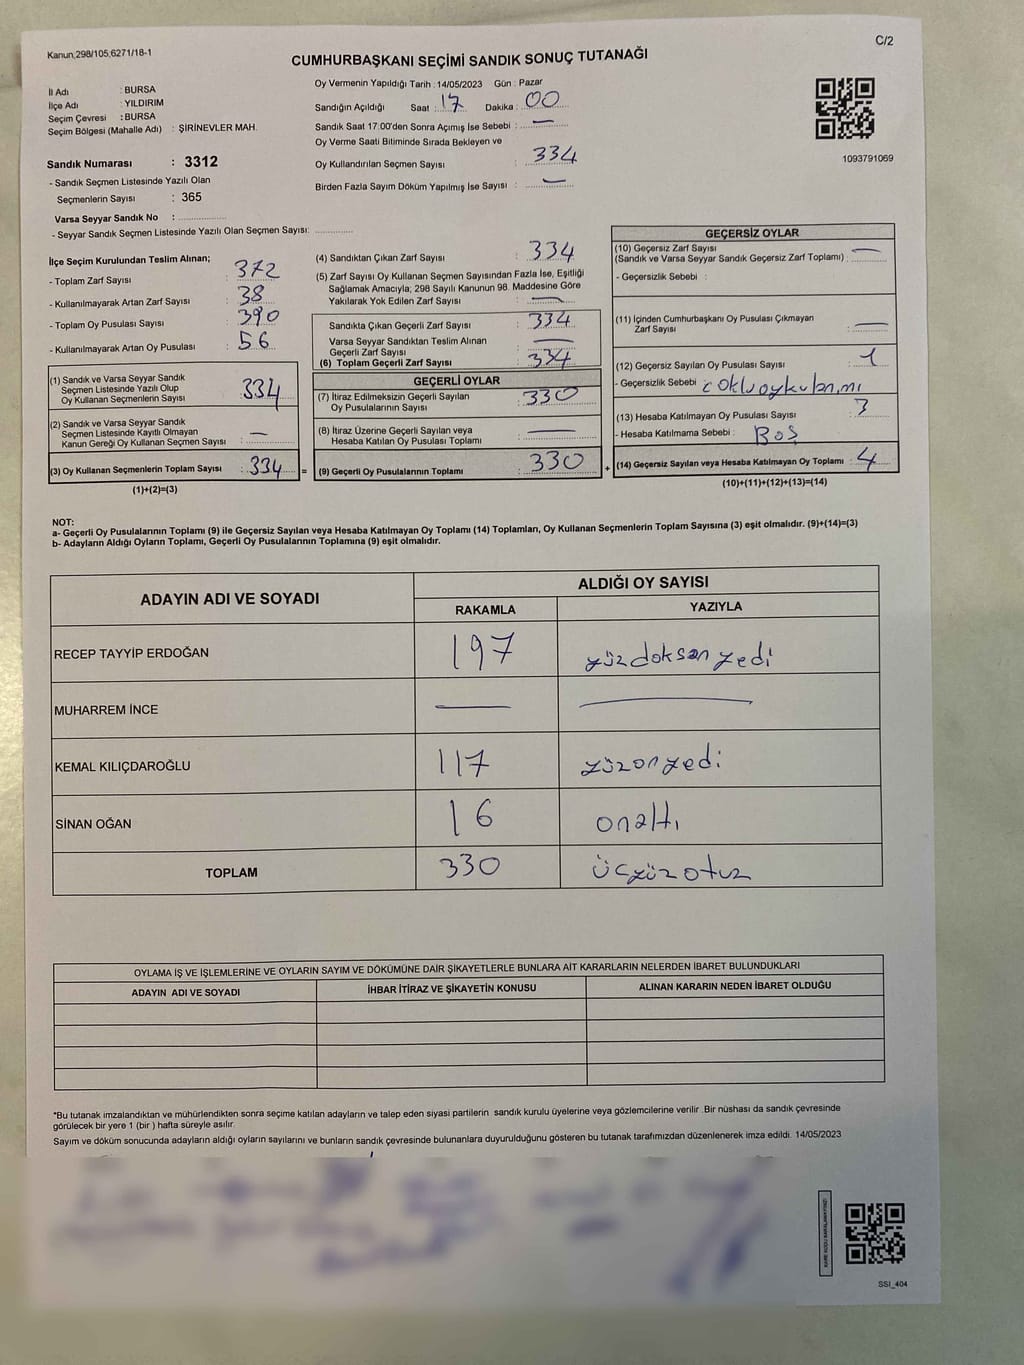 Kanun;298/105;6271/18-1
C/2
CUMHURBAŞKANI SEÇİMİ SANDIK SONUÇ TUTANAĞI
İl Adı : BURSA
İlçe Adı : YILDIRIM
Seçim Çevresi : BURSA
Seçim Bölgesi (Mahalle Adı) : ŞİRİNEVLER MAH.
Sandık Numarası : 3312
- Sandık Seçmen Listesinde Yazılı Olan
Seçmenlerin Sayısı : 365
Varsa Seyyar Sandık No :
- Seyyar Sandık Seçmen Listesinde Yazılı Olan Seçmen Sayısı:
Oy Vermenin Yapıldığı Tarih : 14/05/2023 Gün : Pazar
Sandığın Açıldığı Saat : 17 Dakika : 00
Sandık Saat 17:00'den Sonra Açımış İse Sebebi : —
Oy Verme Saati Bitiminde Sırada Bekleyen ve
Oy Kullandırılan Seçmen Sayısı : 334
Birden Fazla Sayım Döküm Yapılmış İse Sayısı : —
1093791069
İlçe Seçim Kurulundan Teslim Alınan;
- Toplam Zarf Sayısı : 372
- Kullanılmayarak Artan Zarf Sayısı : 38
- Toplam Oy Pusulası Sayısı : 390
- Kullanılmayarak Artan Oy Pusulası : 56
(1) Sandık ve Varsa Seyyar Sandık
Seçmen Listesinde Yazılı Olup
Oy Kullanan Seçmenlerin Sayısı : 334
(2) Sandık ve Varsa Seyyar Sandık
Seçmen Listesinde Kayıtlı Olmayan
Kanun Gereği Oy Kullanan Seçmen Sayısı : —
(3) Oy Kullanan Seçmenlerin Toplam Sayısı : 334
(1)+(2)=(3)
(4) Sandıktan Çıkan Zarf Sayısı : 334
(5) Zarf Sayısı Oy Kullanan Seçmen Sayısından Fazla İse, Eşitliği
Sağlamak Amacıyla; 298 Sayılı Kanunun 98. Maddesine Göre
Yakılarak Yok Edilen Zarf Sayısı : —
Sandıkta Çıkan Geçerli Zarf Sayısı : 334
Varsa Seyyar Sandıktan Teslim Alınan
Geçerli Zarf Sayısı : —
(6) Toplam Geçerli Zarf Sayısı : 334
GEÇERLİ OYLAR
(7) İtiraz Edilmeksizin Geçerli Sayılan
Oy Pusulalarının Sayısı : 330
(8) İtiraz Üzerine Geçerli Sayılan veya
Hesaba Katılan Oy Pusulası Toplamı : —
= (9) Geçerli Oy Pusulalarının Toplamı : 330
GEÇERSİZ OYLAR
(10) Geçersiz Zarf Sayısı
(Sandık ve Varsa Seyyar Sandık Geçersiz Zarf Toplamı) : —
- Geçersizlik Sebebi :
(11) İçinden Cumhurbaşkanı Oy Pusulası Çıkmayan
Zarf Sayısı : —
(12) Geçersiz Sayılan Oy Pusulası Sayısı : 1
- Geçersizlik Sebebi : çoklu oy kullanımı
(13) Hesaba Katılmayan Oy Pusulası Sayısı : 3
- Hesaba Katılmama Sebebi : BOŞ
+ (14) Geçersiz Sayılan veya Hesaba Katılmayan Oy Toplamı : 4
(10)+(11)+(12)+(13)=(14)
NOT:
a- Geçerli Oy Pusulalarının Toplamı (9) ile Geçersiz Sayılan veya Hesaba Katılmayan Oy Toplamı (14) Toplamları, Oy Kullanan Seçmenlerin Toplam Sayısına (3) eşit olmalıdır. (9)+(14)=(3)
b- Adayların Aldığı Oyların Toplamı, Geçerli Oy Pusulalarının Toplamına (9) eşit olmalıdır.
ADAYIN ADI VE SOYADI
ALDIĞI OY SAYISI
RAKAMLA YAZIYLA
RECEP TAYYİP ERDOĞAN 197 yüzdoksan yedi
MUHARREM İNCE — —
KEMAL KILIÇDAROĞLU 117 yüzonyedi
SİNAN OĞAN 16 onaltı
TOPLAM 330 üçyüzotuz
OYLAMA İŞ VE İŞLEMLERİNE VE OYLARIN SAYIM VE DÖKÜMÜNE DAİR ŞİKAYETLERLE BUNLARA AİT KARARLARIN NELERDEN İBARET BULUNDUKLARI
ADAYIN ADI VE SOYADI İHBAR İTİRAZ VE ŞİKAYETİN KONUSU ALINAN KARARIN NEDEN İBARET OLDUĞU
*Bu tutanak imzalandıktan ve mühürlendikten sonra seçime katılan adayların ve talep eden siyasi partilerin sandık kurulu üyelerine veya gözlemcilerine verilir .Bir nüshası da sandık çevresinde
görülecek bir yere 1 (bir ) hafta süreyle asılır.
Sayım ve döküm sonucunda adayların aldığı oyların sayılarını ve bunların sandık çevresinde bulunanlara duyurulduğunu gösteren bu tutanak tarafımızdan düzenlenerek imza edildi. 14/05/2023
SSI_404